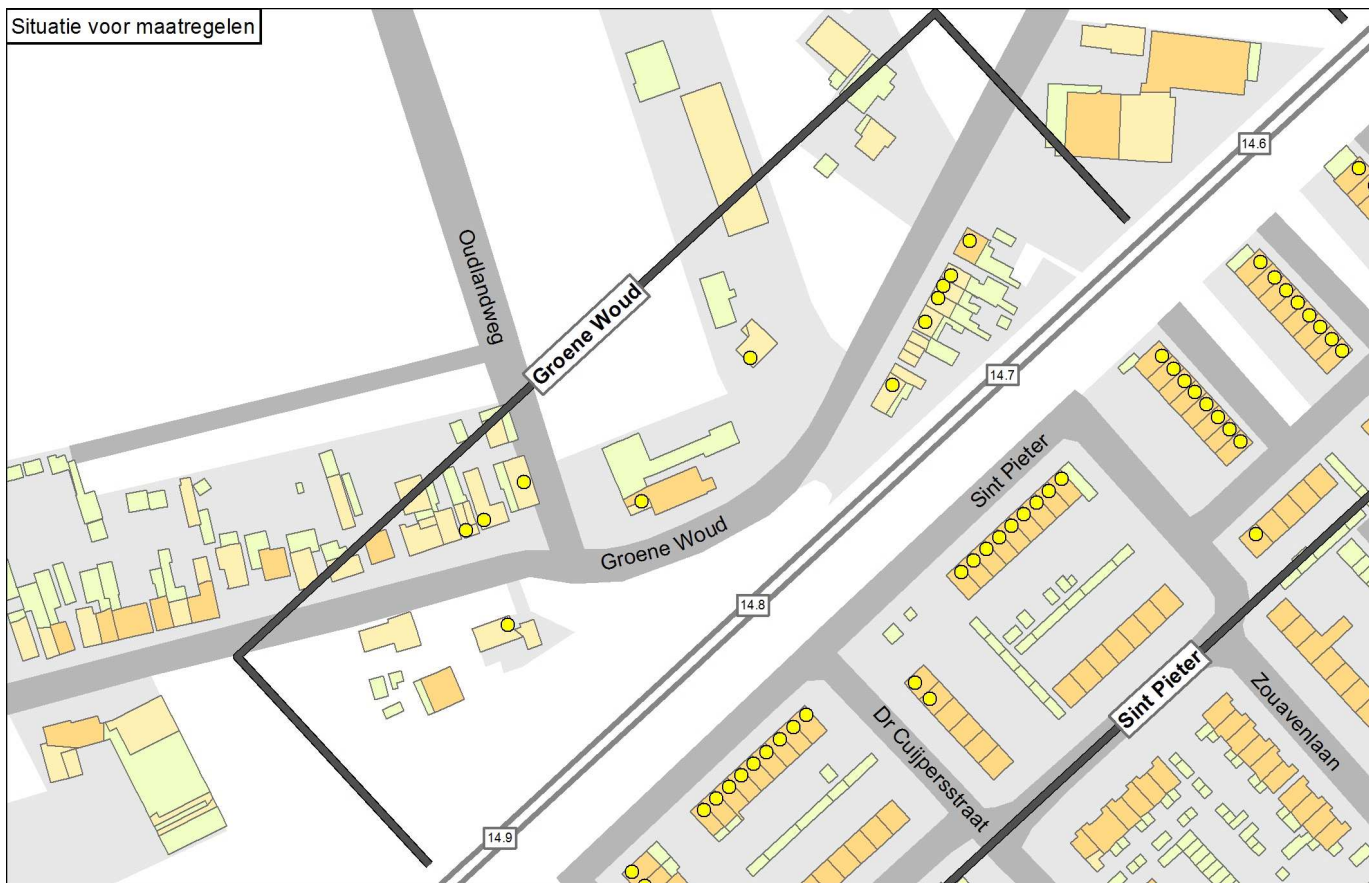 Situatie voor maatregelen
14.6
Oudlandweg
Groene Woud
14.7
Sint Pieter
Groene Woud
14.8
Sint Pieter
Zouavenlaan
Dr Cuijpersstraat
14.9